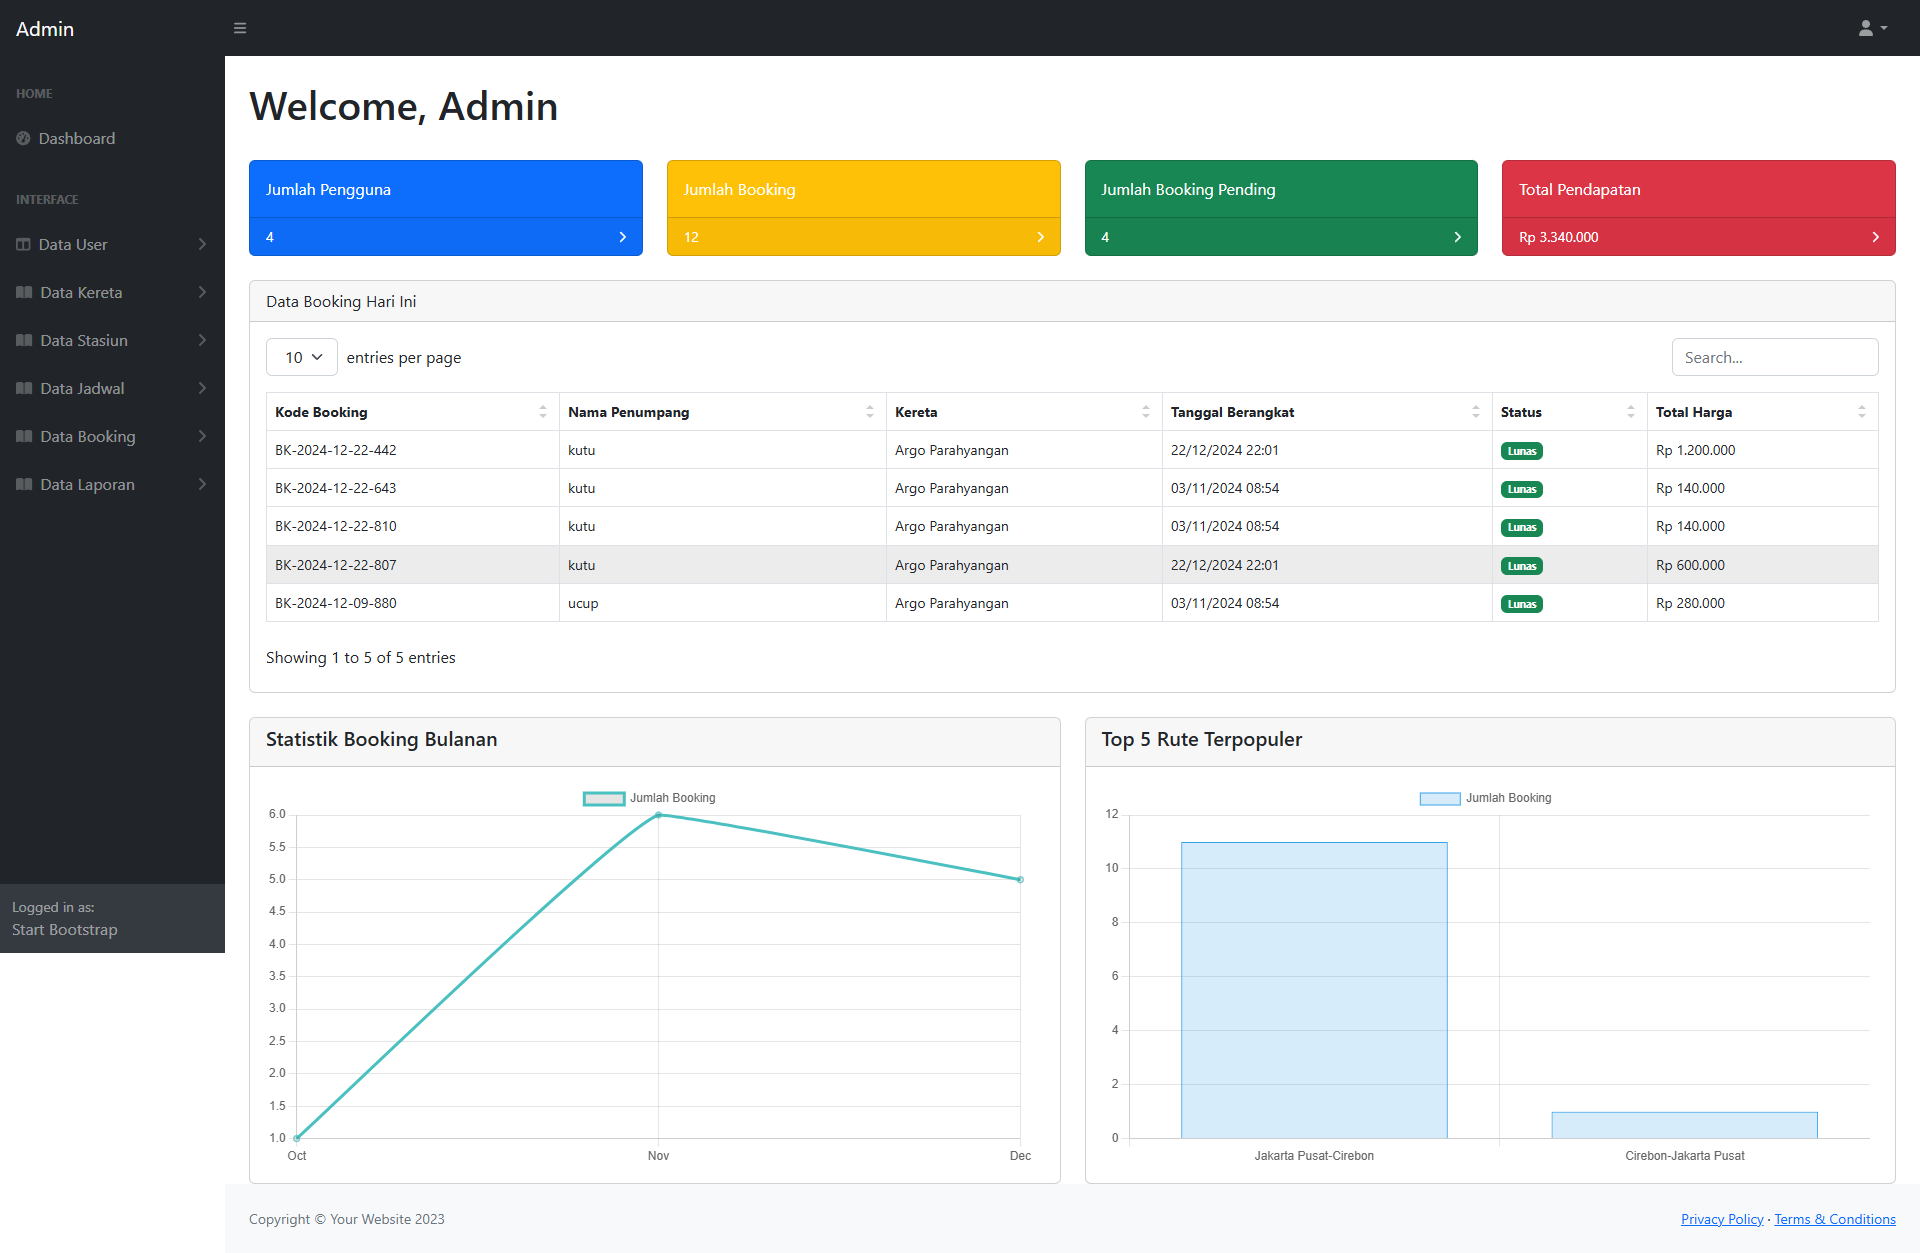 Admin
HOME
Dashboard
INTERFACE
Data User
Data Kereta
Data Stasiun
Data Jadwal
Data Booking
Data Laporan
Logged in as:
Start Bootstrap
Welcome, Admin
Jumlah Pengguna
4
Jumlah Booking
12
Jumlah Booking Pending
4
Total Pendapatan
Rp 3.340.000
Data Booking Hari Ini
10 entries per page
Search...
Kode Booking Nama Penumpang Kereta Tanggal Berangkat Status Total Harga
BK-2024-12-22-442 kutu Argo Parahyangan 22/12/2024 22:01 Lunas Rp 1.200.000
BK-2024-12-22-643 kutu Argo Parahyangan 03/11/2024 08:54 Lunas Rp 140.000
BK-2024-12-22-810 kutu Argo Parahyangan 03/11/2024 08:54 Lunas Rp 140.000
BK-2024-12-22-807 kutu Argo Parahyangan 22/12/2024 22:01 Lunas Rp 600.000
BK-2024-12-09-880 ucup Argo Parahyangan 03/11/2024 08:54 Lunas Rp 280.000
Showing 1 to 5 of 5 entries
Statistik Booking Bulanan
Jumlah Booking
6.0
5.5
5.0
4.5
4.0
3.5
3.0
2.5
2.0
1.5
1.0
Oct Nov Dec
Top 5 Rute Terpopuler
Jumlah Booking
12
10
8
6
4
2
0
Jakarta Pusat-Cirebon Cirebon-Jakarta Pusat
Copyright © Your Website 2023
Privacy Policy · Terms & Conditions